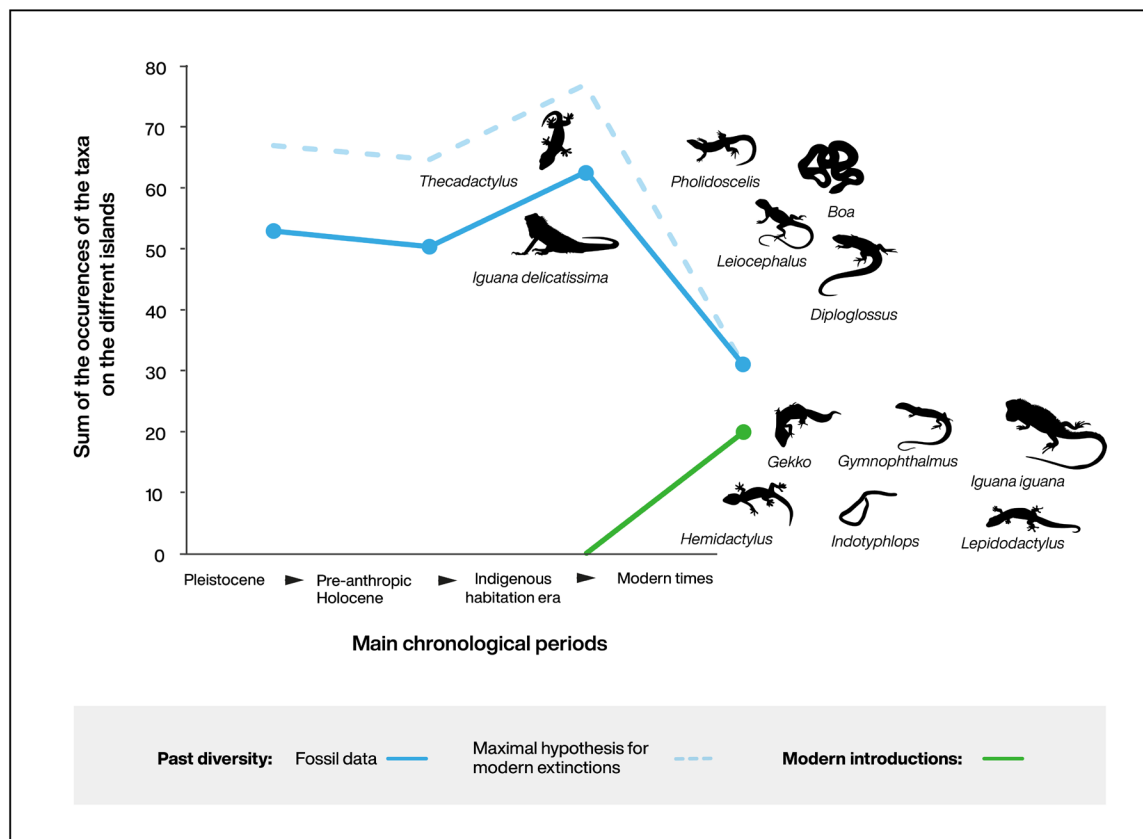 Sum of the occurences of the taxa
on the diffrent islands
80
70
60
50
40
30
20
10
0
Thecadactylus
Iguana delicatissima
Pholidoscelis
Boa
Leiocephalus
Diploglossus
Gekko
Gymnophthalmus
Iguana iguana
Hemidactylus
Indotyphlops
Lepidodactylus
Pleistocene
Pre-anthropic
Holocene
Indigenous
habitation era
Modern times
Main chronological periods
Past diversity:
Fossil data
Maximal hypothesis for
modern extinctions
Modern introductions: